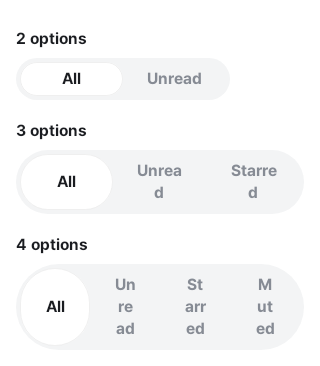 2 options
All Unread
3 options
All Unrea Starre
d d
4 options
Un St M
re arr ut
All
ad ed ed